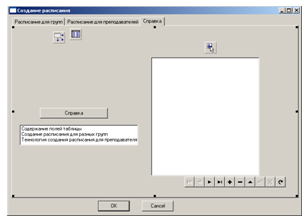 Создание расписания
Расписание для групп Расписание для преподавателей Справка
Справка
Содержание полей таблицы
Создание расписания для разных групп
Технология создания расписания для преподавателя
OK Cancel